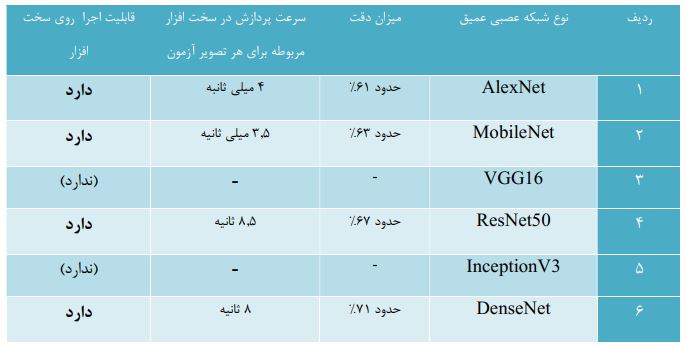 ردیف نوع شبکه عصبی عمیق میزان دقت سرعت پردازش در سخت افزار مربوطه برای هر تصویر آزمون قابلیت اجرا روی سخت افزار
۱ AlexNet حدود ۶۱٪ ۴ میلی ثانیه دارد
۲ MobileNet حدود ۶۳٪ ۳٫۵ میلی ثانیه دارد
۳ VGG16 - - (ندارد)
۴ ResNet50 حدود ۶۷٪ ۸٫۵ ثانیه دارد
۵ InceptionV3 - - (ندارد)
۶ DenseNet حدود ۷۱٪ ۸ ثانیه دارد